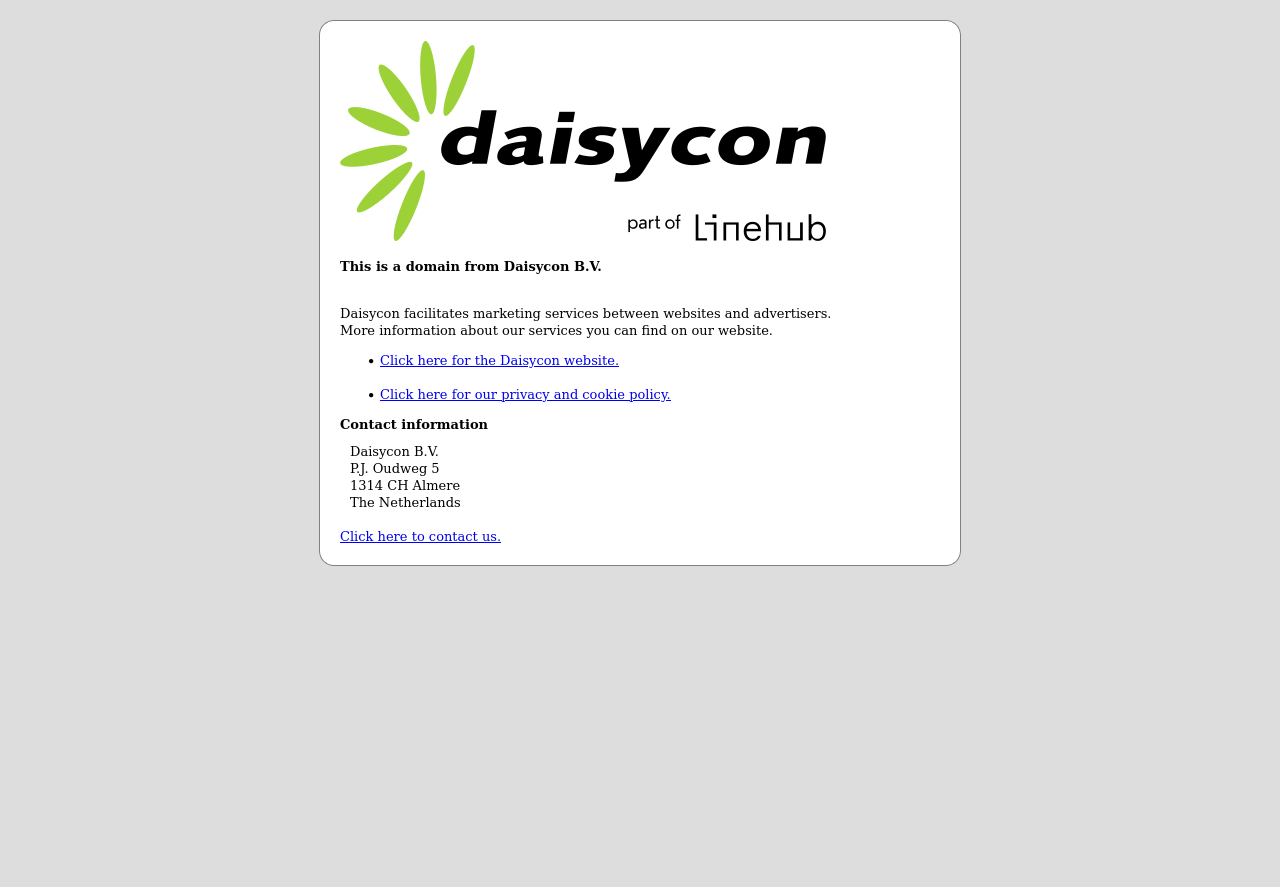 daisycon
part of Linehub
This is a domain from Daisycon B.V.
Daisycon facilitates marketing services between websites and advertisers.
More information about our services you can find on our website.
• Click here for the Daisycon website.
• Click here for our privacy and cookie policy.
Contact information
Daisycon B.V.
P.J. Oudweg 5
1314 CH Almere
The Netherlands
Click here to contact us.